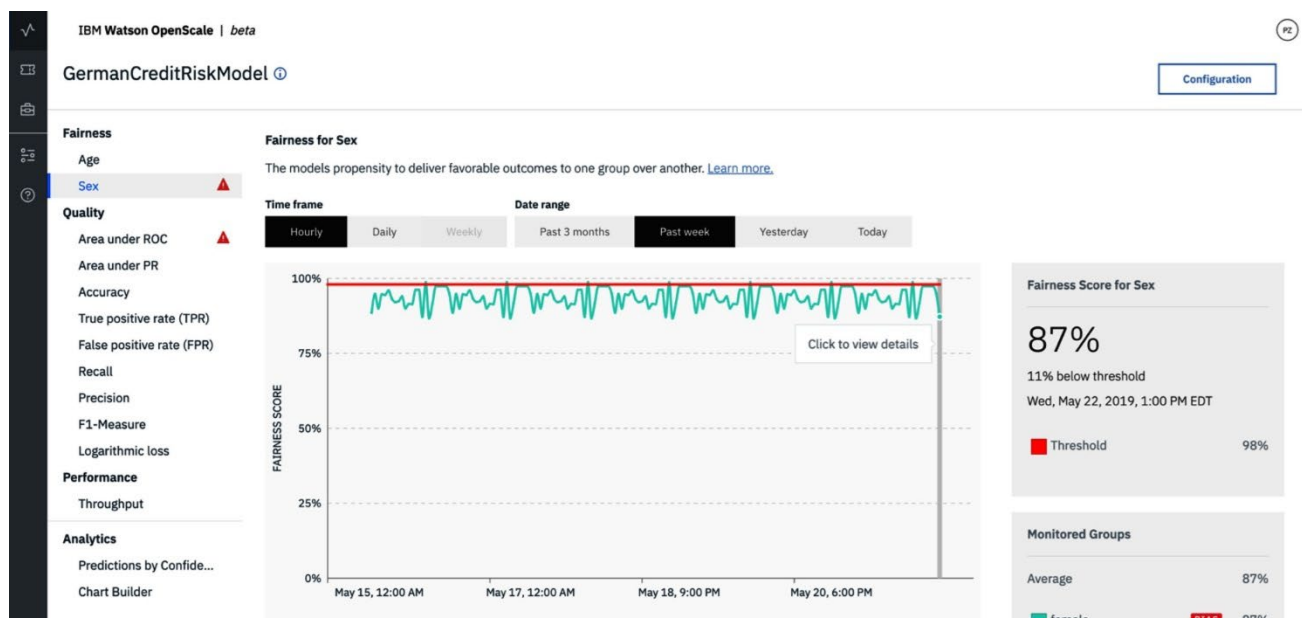 IBM Watson OpenScale | beta
PZ
GermanCreditRiskModel
Configuration
Fairness
Age
Sex
Quality
Area under ROC
Area under PR
Accuracy
True positive rate (TPR)
False positive rate (FPR)
Recall
Precision
F1-Measure
Logarithmic loss
Performance
Throughput
Analytics
Predictions by Confide...
Chart Builder
Fairness for Sex
The models propensity to deliver favorable outcomes to one group over another. Learn more.
Time frame
Hourly Daily Weekly
Date range
Past 3 months Past week Yesterday Today
FAIRNESS SCORE
100%
75%
50%
25%
0%
Click to view details
May 15, 12:00 AM May 17, 12:00 AM May 18, 9:00 PM May 20, 6:00 PM
Fairness Score for Sex
87%
11% below threshold
Wed, May 22, 2019, 1:00 PM EDT
Threshold 98%
Monitored Groups
Average 87%
female 87%